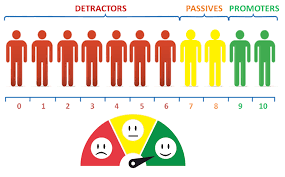 DETRACTORS PASSIVES PROMOTERS
0 1 2 3 4 5 6 7 8 9 10